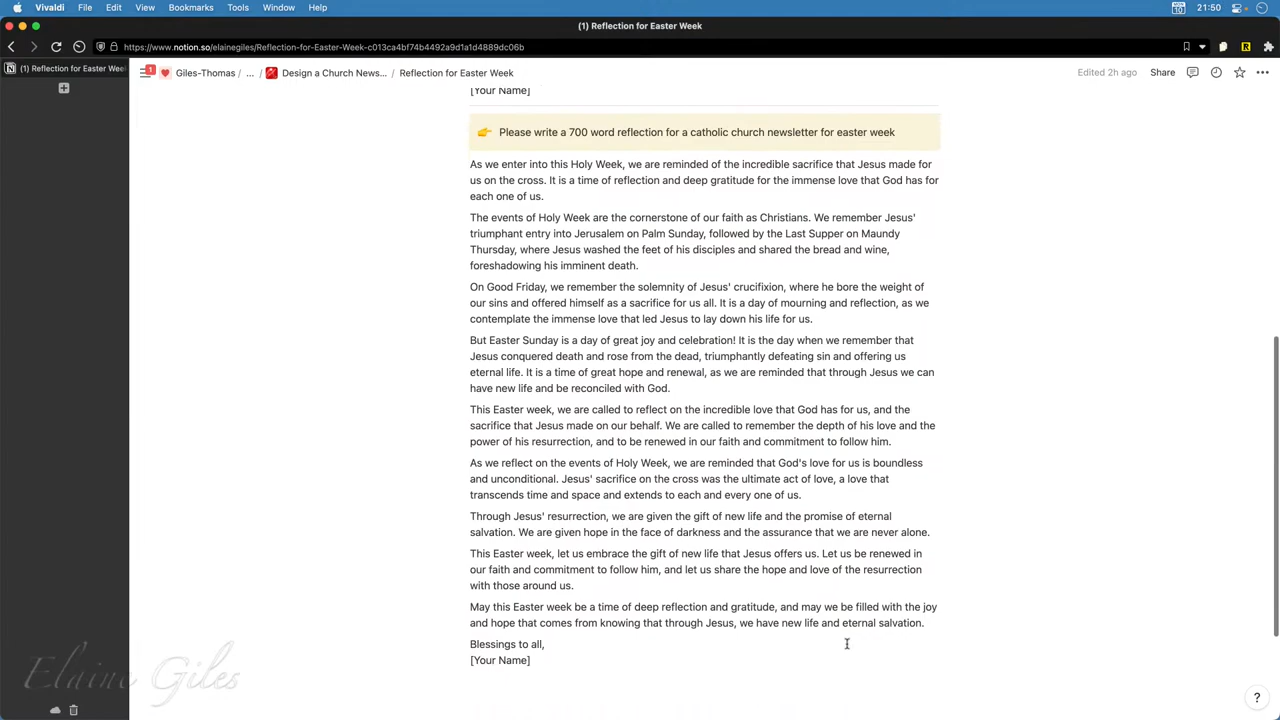 Vivaldi File Edit View Bookmarks Tools Window Help 21:50
(1) Reflection for Easter Week
https://www.notion.so/elainegiles/Reflection-for-Easter-Week-c013ca4bf74b4492a9d1a1d4889dc06b
(1) Reflection for Easter Wee
1 Giles-Thomas / ... / Design a Church News... / Reflection for Easter Week Edited 2h ago Share
[Your Name]
👉 Please write a 700 word reflection for a catholic church newsletter for easter week
As we enter into this Holy Week, we are reminded of the incredible sacrifice that Jesus made for
us on the cross. It is a time of reflection and deep gratitude for the immense love that God has for
each one of us.
The events of Holy Week are the cornerstone of our faith as Christians. We remember Jesus'
triumphant entry into Jerusalem on Palm Sunday, followed by the Last Supper on Maundy
Thursday, where Jesus washed the feet of his disciples and shared the bread and wine,
foreshadowing his imminent death.
On Good Friday, we remember the solemnity of Jesus' crucifixion, where he bore the weight of
our sins and offered himself as a sacrifice for us all. It is a day of mourning and reflection, as we
contemplate the immense love that led Jesus to lay down his life for us.
But Easter Sunday is a day of great joy and celebration! It is the day when we remember that
Jesus conquered death and rose from the dead, triumphantly defeating sin and offering us
eternal life. It is a time of great hope and renewal, as we are reminded that through Jesus we can
have new life and be reconciled with God.
This Easter week, we are called to reflect on the incredible love that God has for us, and the
sacrifice that Jesus made on our behalf. We are called to remember the depth of his love and the
power of his resurrection, and to be renewed in our faith and commitment to follow him.
As we reflect on the events of Holy Week, we are reminded that God's love for us is boundless
and unconditional. Jesus' sacrifice on the cross was the ultimate act of love, a love that
transcends time and space and extends to each and every one of us.
Through Jesus' resurrection, we are given the gift of new life and the promise of eternal
salvation. We are given hope in the face of darkness and the assurance that we are never alone.
This Easter week, let us embrace the gift of new life that Jesus offers us. Let us be renewed in
our faith and commitment to follow him, and let us share the hope and love of the resurrection
with those around us.
May this Easter week be a time of deep reflection and gratitude, and may we be filled with the joy
and hope that comes from knowing that through Jesus, we have new life and eternal salvation.
Blessings to all,
[Your Name]
Elaine Giles
?